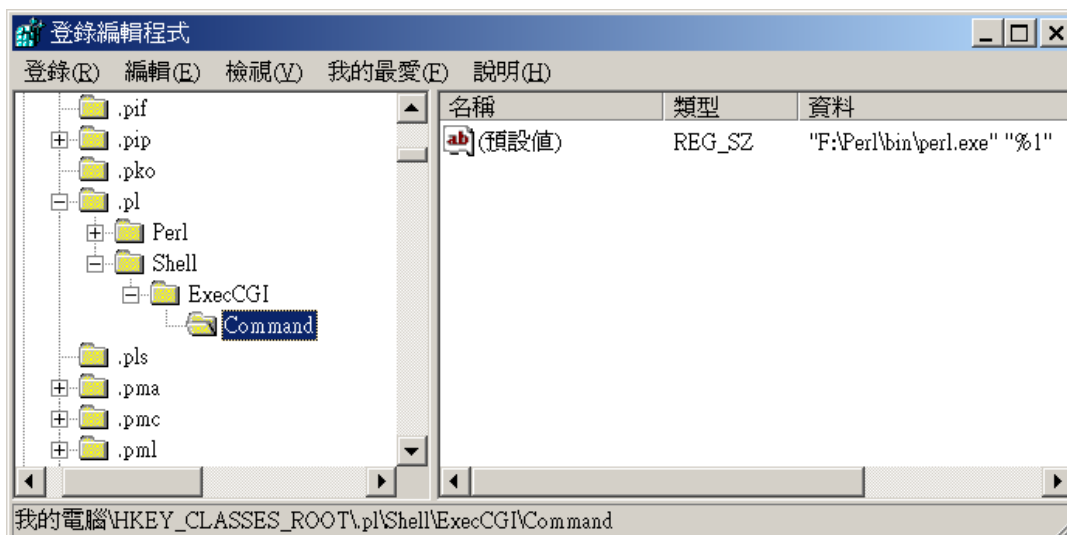 登錄編輯程式
登錄(R) 編輯(E) 檢視(V) 我的最愛(F) 說明(H)
.pif
.pip
.pko
.pl
Perl
Shell
ExecCGI
Command
.pls
.pma
.pmc
.pml
名稱 類型 資料
ab (預設值) REG_SZ "F:\Perl\bin\perl.exe" "%1"
我的電腦\HKEY_CLASSES_ROOT\.pl\Shell\ExecCGI\Command